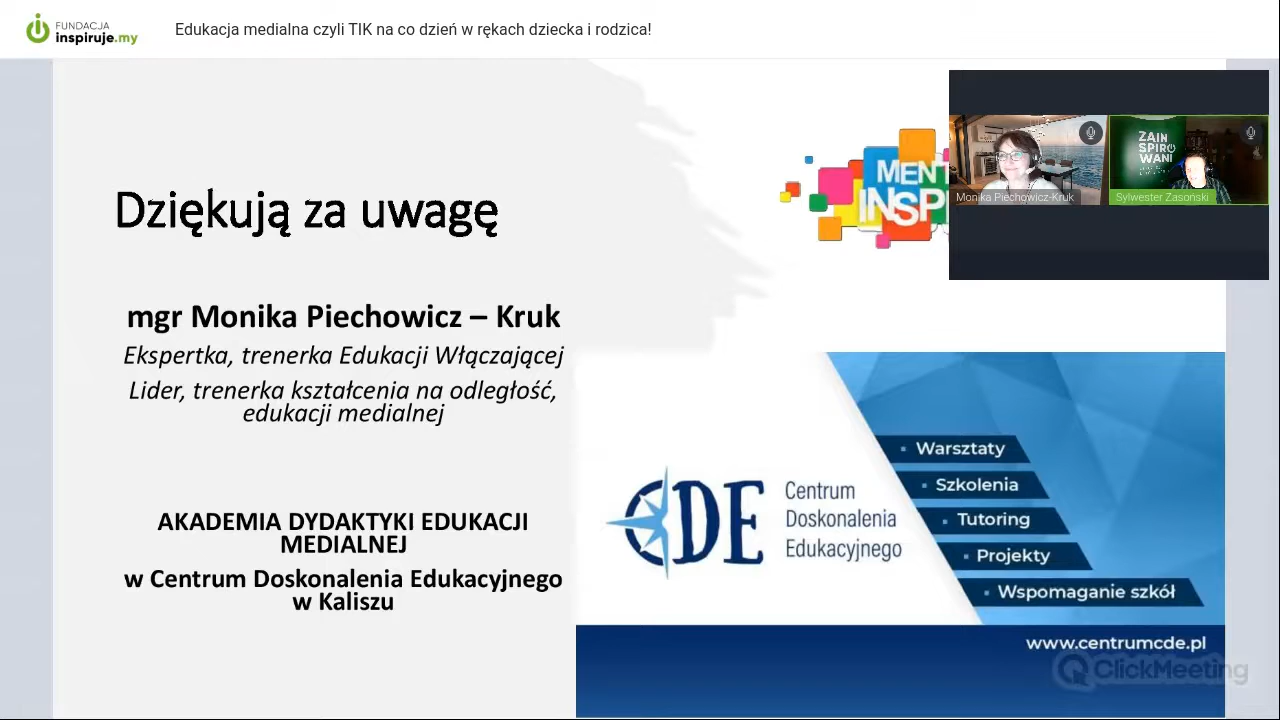 FUNDACJA
inspiruje.my
Edukacja medialna czyli TIK na co dzień w rękach dziecka i rodzica!
MENT
INSP
ZAIN
SPIRO
WANI
Monika Piechowicz-Kruk
Sylwester Zasoński
Dziękują za uwagę
mgr Monika Piechowicz – Kruk
Ekspertka, trenerka Edukacji Włączającej
Lider, trenerka kształcenia na odległość,
edukacji medialnej
AKADEMIA DYDAKTYKI EDUKACJI
MEDIALNEJ
w Centrum Doskonalenia Edukacyjnego
w Kaliszu
CDE
Centrum
Doskonalenia
Edukacyjnego
Warsztaty
Szkolenia
Tutoring
Projekty
Wspomaganie szkół
www.centrumcde.pl
ClickMeeting